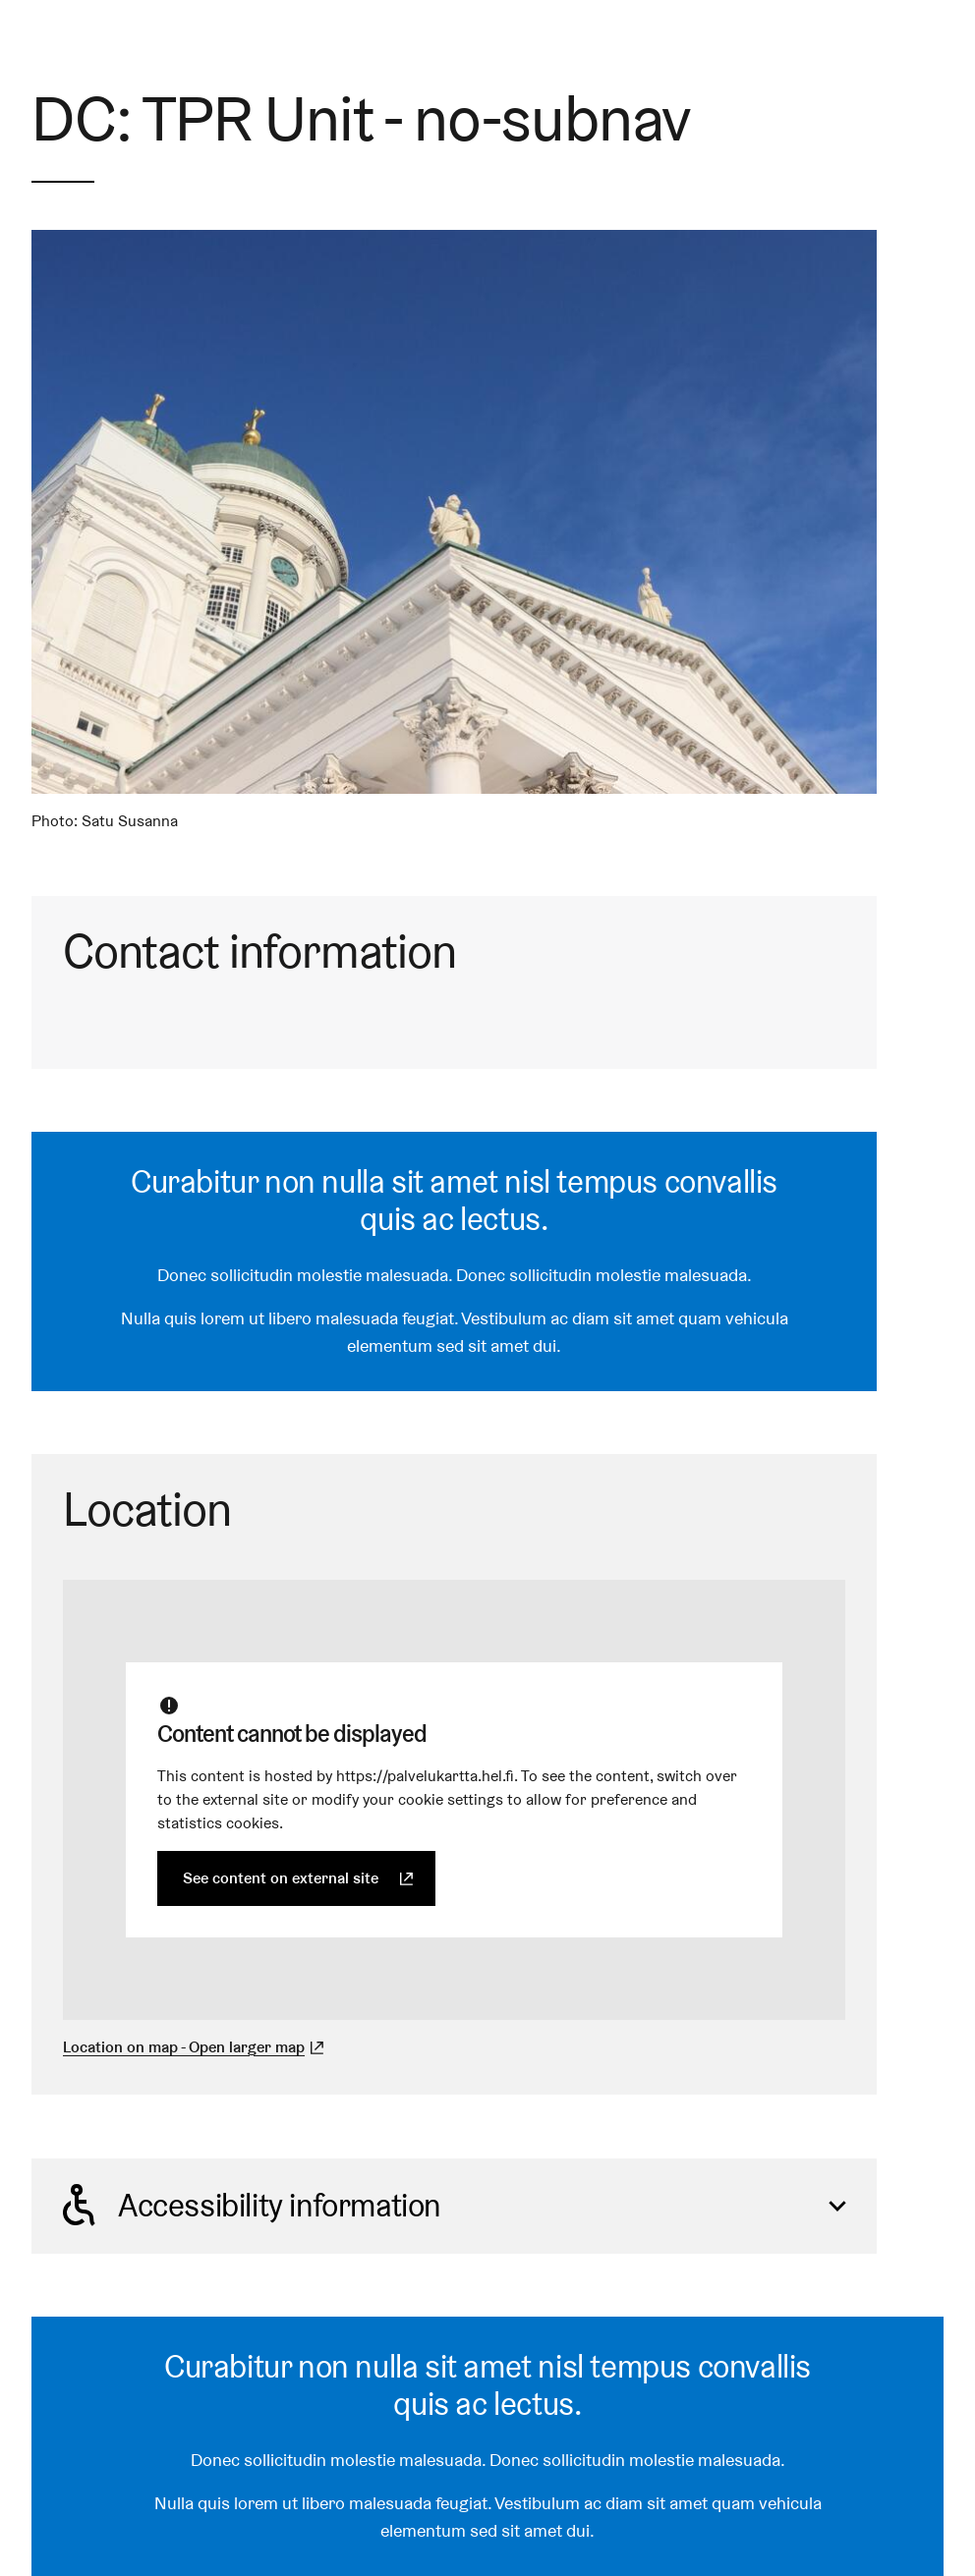 DC: TPR Unit - no-subnav
Photo: Satu Susanna
Contact information
Curabitur non nulla sit amet nisl tempus convallis
quis ac lectus.
Donec sollicitudin molestie malesuada. Donec sollicitudin molestie malesuada.
Nulla quis lorem ut libero malesuada feugiat. Vestibulum ac diam sit amet quam vehicula
elementum sed sit amet dui.
Location
Content cannot be displayed
This content is hosted by https://palvelukartta.hel.fi. To see the content, switch over
to the external site or modify your cookie settings to allow for preference and
statistics cookies.
See content on external site
Location on map - Open larger map
Accessibility information
Curabitur non nulla sit amet nisl tempus convallis
quis ac lectus.
Donec sollicitudin molestie malesuada. Donec sollicitudin molestie malesuada.
Nulla quis lorem ut libero malesuada feugiat. Vestibulum ac diam sit amet quam vehicula
elementum sed sit amet dui.